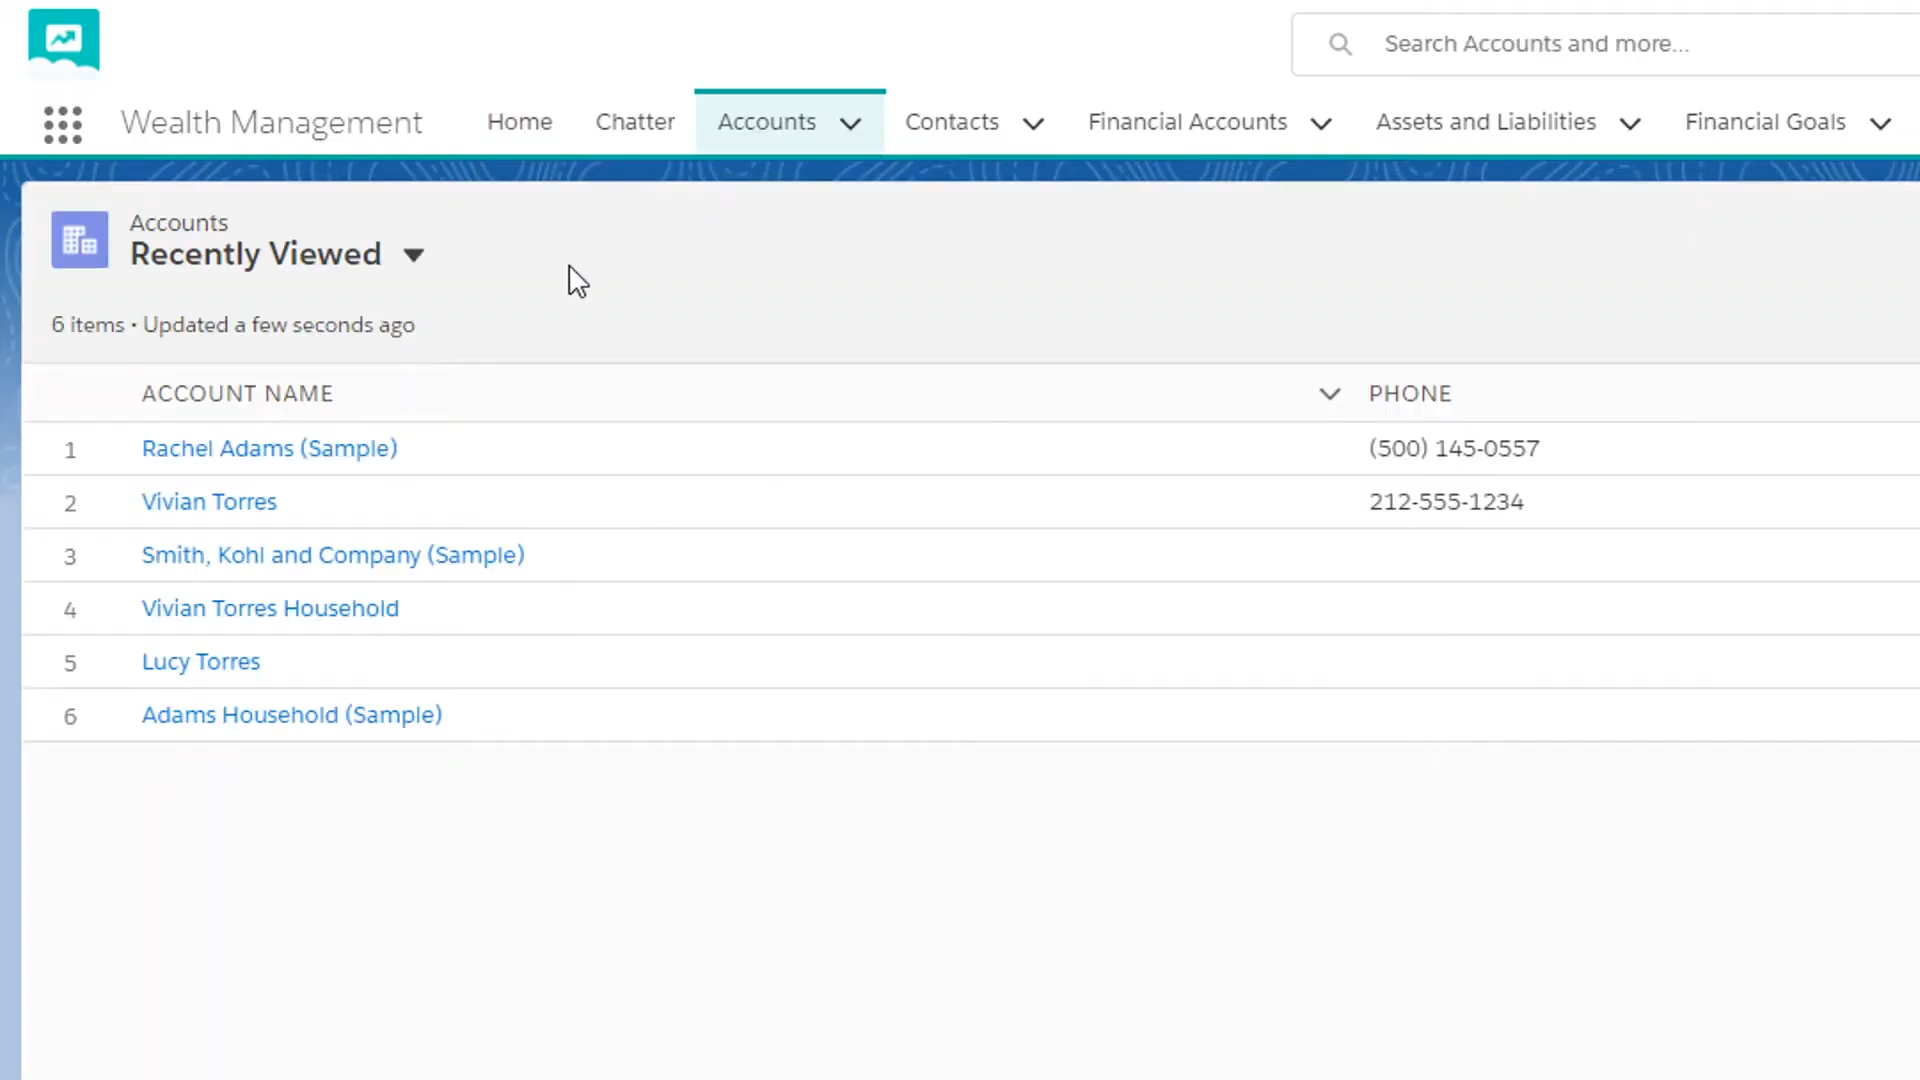 Search Accounts and more...
Wealth Management Home Chatter Accounts Contacts Financial Accounts Assets and Liabilities Financial Goals
Accounts
Recently Viewed
6 items • Updated a few seconds ago
ACCOUNT NAME PHONE
1 Rachel Adams (Sample) (500) 145-0557
2 Vivian Torres 212-555-1234
3 Smith, Kohl and Company (Sample)
4 Vivian Torres Household
5 Lucy Torres
6 Adams Household (Sample)